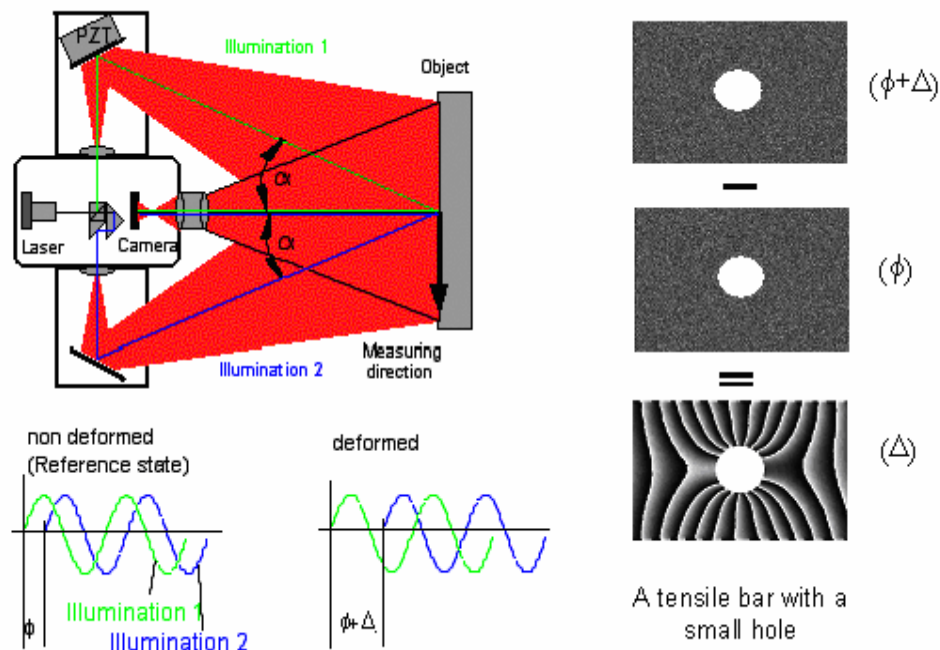 PZT
Illumination 1
Object
α
α
Laser
Camera
Illumination 2
Measuring
direction
(ϕ+Δ)
(ϕ)
(Δ)
A tensile bar with a
small hole
non deformed
(Reference state)
ϕ
Illumination 1
Illumination 2
deformed
ϕ+Δ